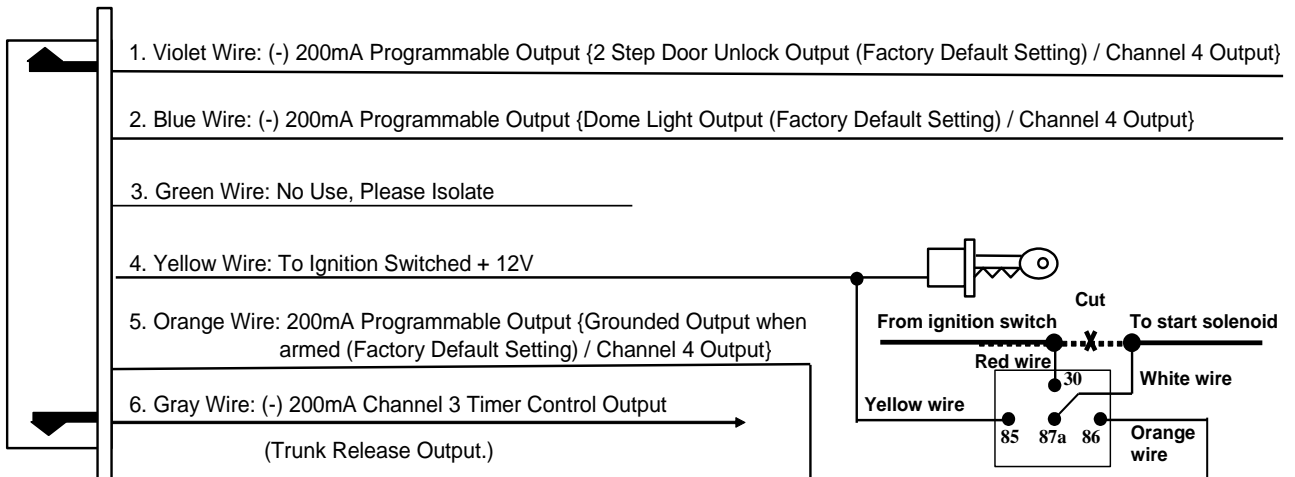 1. Violet Wire: (-) 200mA Programmable Output {2 Step Door Unlock Output (Factory Default Setting) / Channel 4 Output}
2. Blue Wire: (-) 200mA Programmable Output {Dome Light Output (Factory Default Setting) / Channel 4 Output}
3. Green Wire: No Use, Please Isolate
4. Yellow Wire: To Ignition Switched + 12V
5. Orange Wire: 200mA Programmable Output {Grounded Output when
armed (Factory Default Setting) / Channel 4 Output}
6. Gray Wire: (-) 200mA Channel 3 Timer Control Output
(Trunk Release Output.)
Cut
From ignition switch
To start solenoid
Red wire
30
White wire
Yellow wire
85
87a
86
Orange
wire